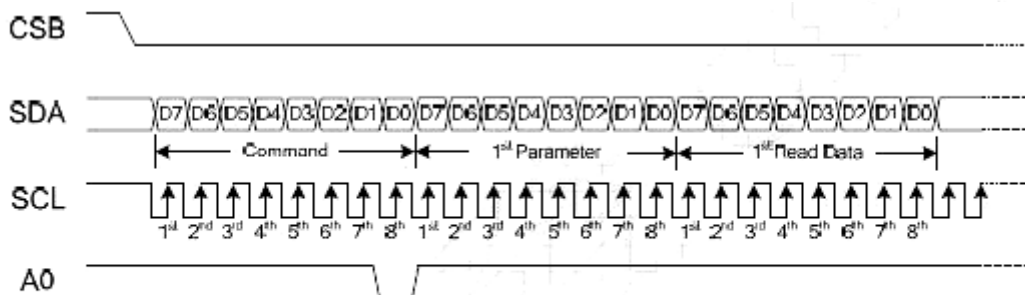 CSB
SDA D7 D6 D5 D4 D3 D2 D1 D0 D7 D6 D5 D4 D3 D2 D1 D0 D7 D6 D5 D4 D3 D2 D1 D0
Command 1st Parameter 1st Read Data
SCL
1st 2nd 3rd 4th 5th 6th 7th 8th 1st 2nd 3rd 4th 5th 6th 7th 8th 1st 2nd 3rd 4th 5th 6th 7th 8th
A0